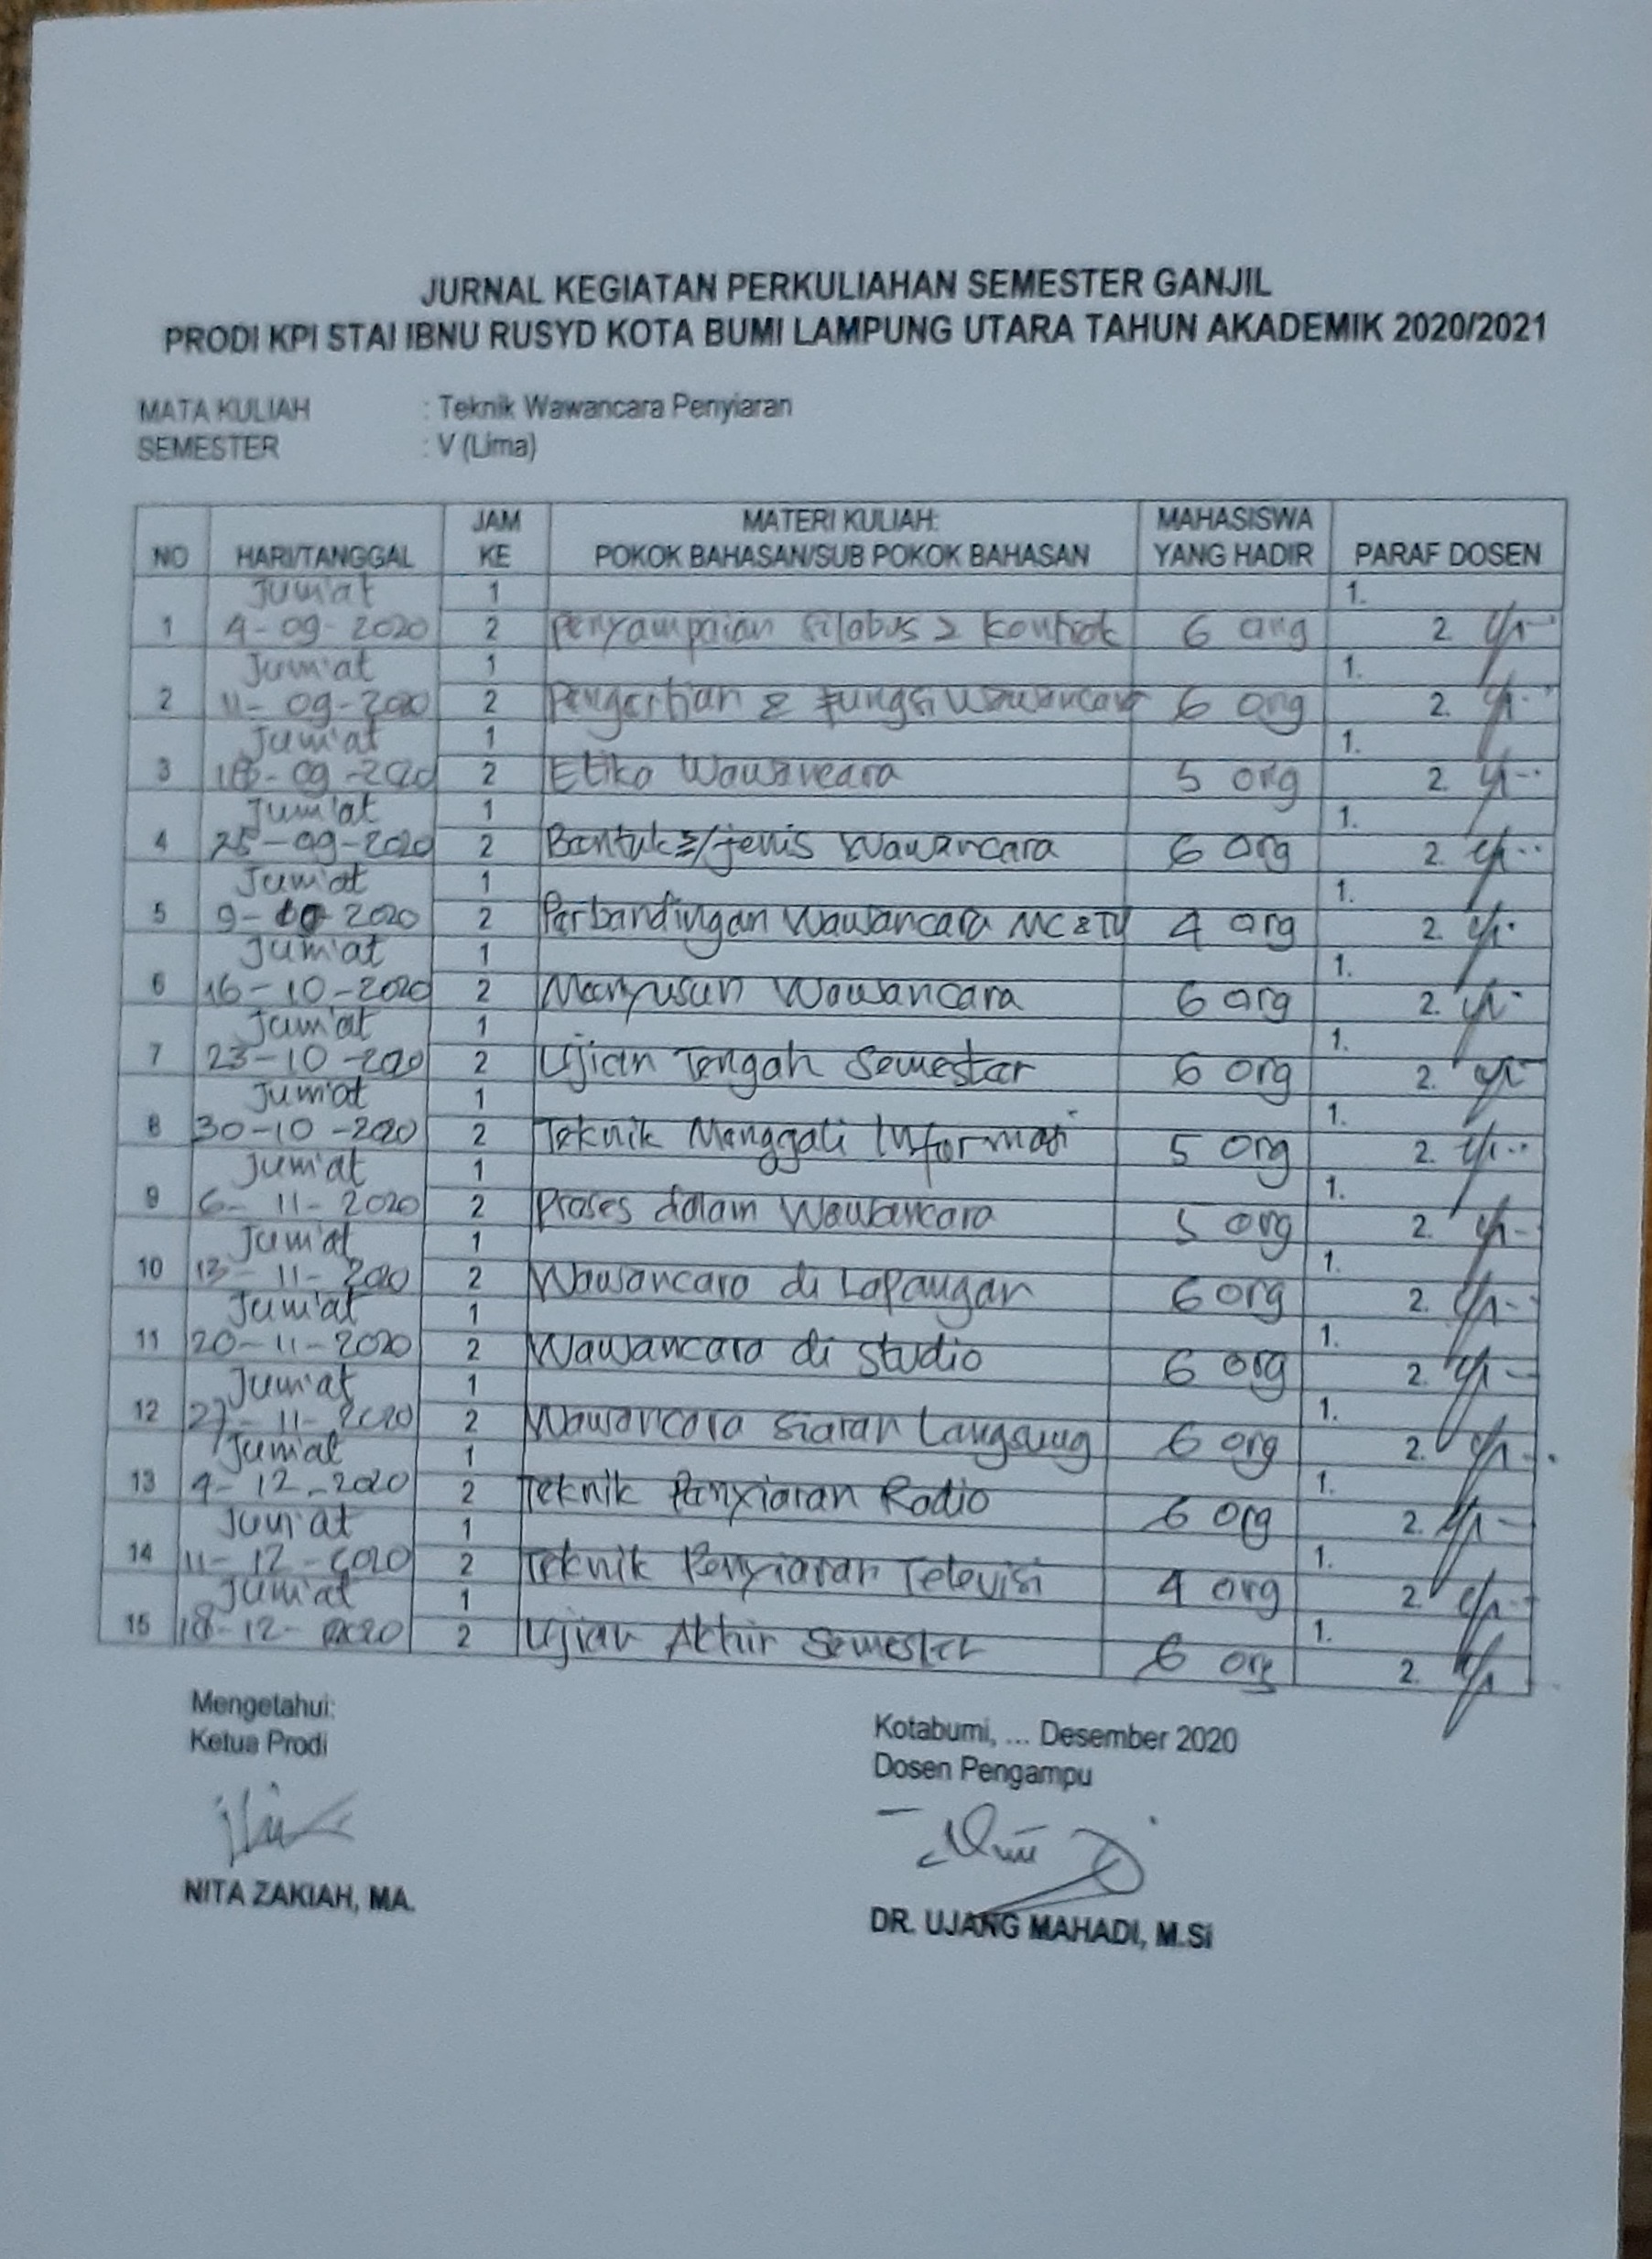 JURNAL KEGIATAN PERKULIAHAN SEMESTER GANJIL
PRODI KPI STAI IBNU RUSYD KOTA BUMI LAMPUNG UTARA TAHUN AKADEMIK 2020/2021
MATA KULIAH : Teknik Wawancara Penyiaran
SEMESTER : V (Lima)
NO HARI/TANGGAL JAM KE MATERI KULIAH: POKOK BAHASAN/SUB POKOK BAHASAN MAHASISWA YANG HADIR PARAF DOSEN
Jum'at 1 1.
1 4-09-2020 2 Penyampaian Silabus & Kontrak 6 org 2.
Jum'at 1 1.
2 11-09-2020 2 Pengertian & Fungsi Wawancara 6 org 2.
Jum'at 1 1.
3 18-09-2020 2 Etika Wawancara 5 org 2.
Jum'at 1 1.
4 25-09-2020 2 Bentuk2/jenis Wawancara 6 org 2.
Jum'at 1 1.
5 9-10-2020 2 Perbandingan Wawancara MC & TV 4 org 2.
Jum'at 1 1.
6 16-10-2020 2 Menyusun Wawancara 6 org 2.
Jum'at 1 1.
7 23-10-2020 2 Ujian Tengah Semester 6 org 2.
Jum'at 1 1.
8 30-10-2020 2 Teknik Menggali Informasi 5 org 2.
Jum'at 1 1.
9 6-11-2020 2 Proses dalam Wawancara 5 org 2.
Jum'at 1 1.
10 13-11-2020 2 Wawancara di Lapangan 6 org 2.
Jum'at 1 1.
11 20-11-2020 2 Wawancara di Studio 6 org 2.
Jum'at 1 1.
12 27-11-2020 2 Wawancara Siaran Langsung 6 org 2.
Jum'at 1 1.
13 4-12-2020 2 Teknik Penyiaran Radio 6 org 2.
Jum'at 1 1.
14 11-12-2020 2 Teknik Penyiaran Televisi 4 org 2.
Jum'at 1 1.
15 18-12-2020 2 Ujian Akhir Semester 6 org 2.
Mengetahui:
Ketua Prodi
NITA ZAKIAH, MA.
Kotabumi, ... Desember 2020
Dosen Pengampu
DR. UJANG MAHADI, M.Si